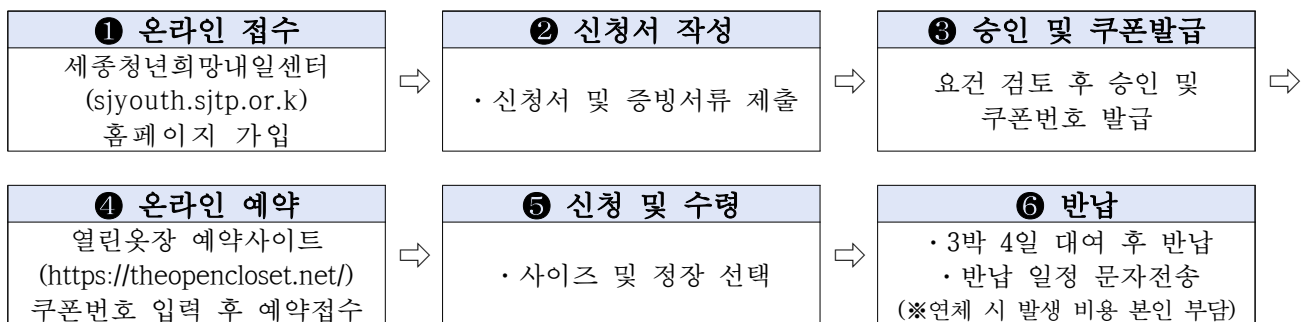 ❶ 온라인 접수
세종청년희망내일센터
(sjyouth.sjtp.or.k)
홈페이지 가입
⇨
❷ 신청서 작성
· 신청서 및 증빙서류 제출
⇨
❸ 승인 및 쿠폰발급
요건 검토 후 승인 및
쿠폰번호 발급
⇨
❹ 온라인 예약
열린옷장 예약사이트
(https://theopencloset.net/)
쿠폰번호 입력 후 예약접수
⇨
❺ 신청 및 수령
· 사이즈 및 정장 선택
⇨
❻ 반납
· 3박 4일 대여 후 반납
· 반납 일정 문자전송
(※연체 시 발생 비용 본인 부담)